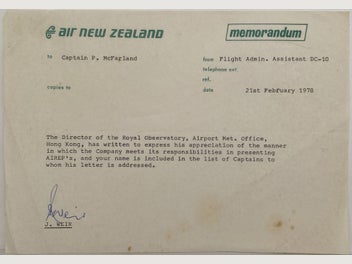 air new zealand
memorandum
to Captain P. McFarland
from Flight Admin. Assistant DC-10
telephone ext
ref.
copies to
date 21st Pebfuary 1978
The Director of the Royal Observatory, Airport Met. Office,
Hong Kong, has written to express his appreciation of the manner
in which the Company meets its responsibilities in presenting
AIREP's, and your name is included in the list of Captains to
whom his letter is addressed.
J. WEIR